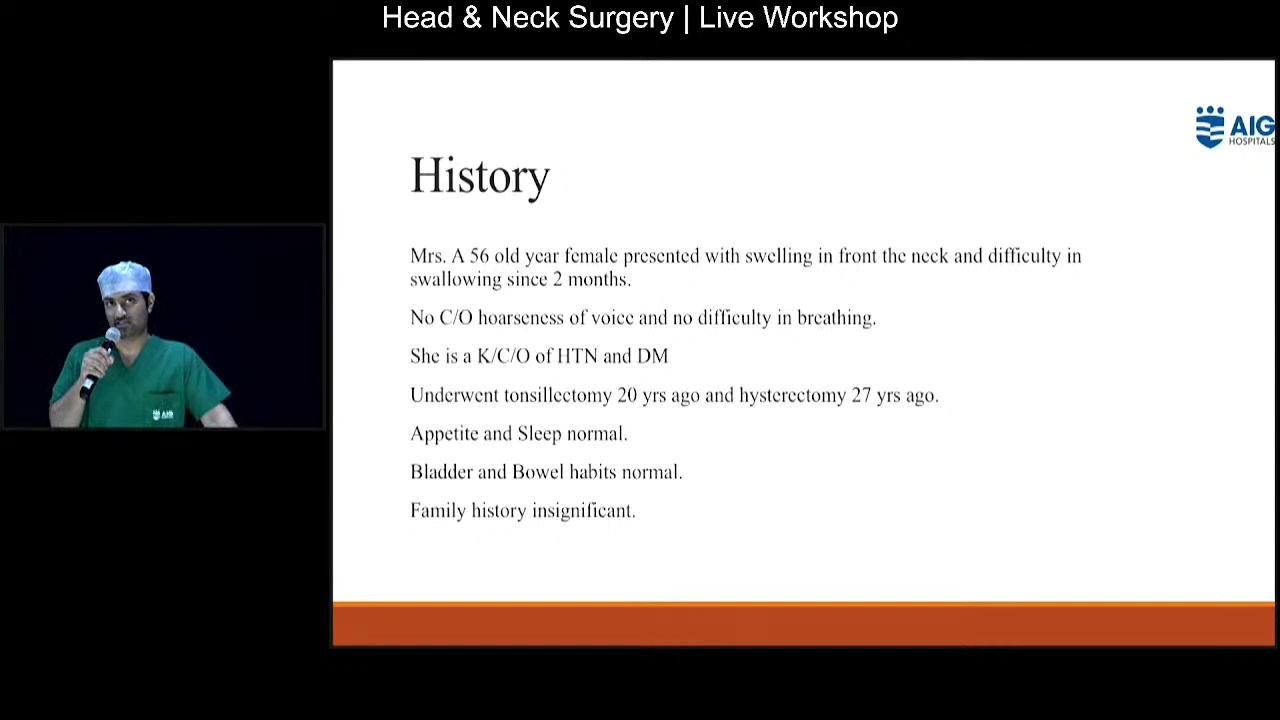 Head & Neck Surgery | Live Workshop
AIG
HOSPITALS
History
Mrs. A 56 old year female presented with swelling in front the neck and difficulty in
swallowing since 2 months.
No C/O hoarseness of voice and no difficulty in breathing.
She is a K/C/O of HTN and DM
Underwent tonsillectomy 20 yrs ago and hysterectomy 27 yrs ago.
Appetite and Sleep normal.
Bladder and Bowel habits normal.
Family history insignificant.
AIG